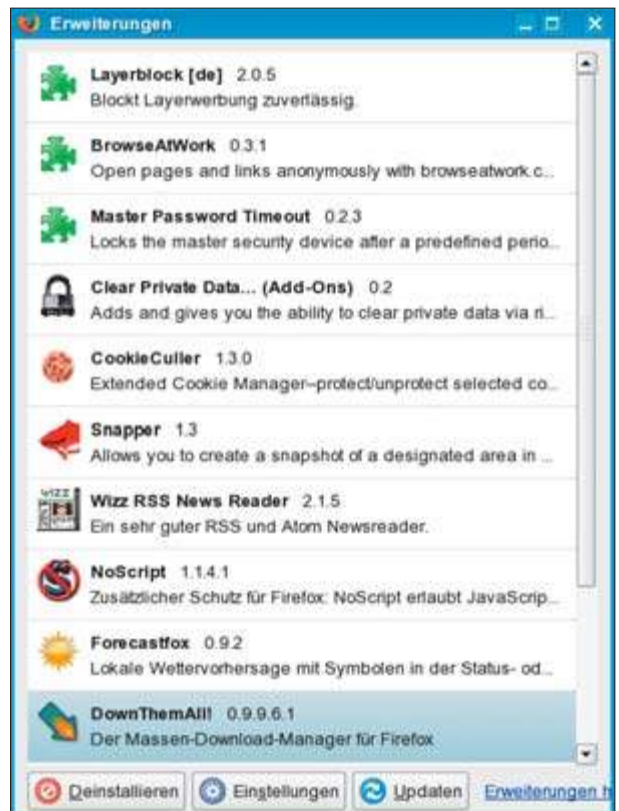 Erweiterungen
Layerblock [de] 2.0.5
Blockt Layerwerbung zuverlässig.
BrowseAtWork 0.3.1
Open pages and links anonymously with browseatwork.c...
Master Password Timeout 0.2.3
Locks the master security device after a predefined perio...
Clear Private Data... (Add-Ons) 0.2
Adds and gives you the ability to clear private data via ri...
CookieCuller 1.3.0
Extended Cookie Manager--protect/unprotect selected co...
Snapper 1.3
Allows you to create a snapshot of a designated area in ...
WIZZ
Wizz RSS News Reader 2.1.5
Ein sehr guter RSS und Atom Newsreader.
NoScript 1.1.4.1
Zusätzlicher Schutz für Firefox: NoScript erlaubt JavaScrip...
Forecastfox 0.9.2
Lokale Wettervorhersage mit Symbolen in der Status- od...
DownThemAll! 0.9.9.6.1
Der Massen-Download-Manager für Firefox
Deinstallieren Einstellungen Updaten Erweiterungen h